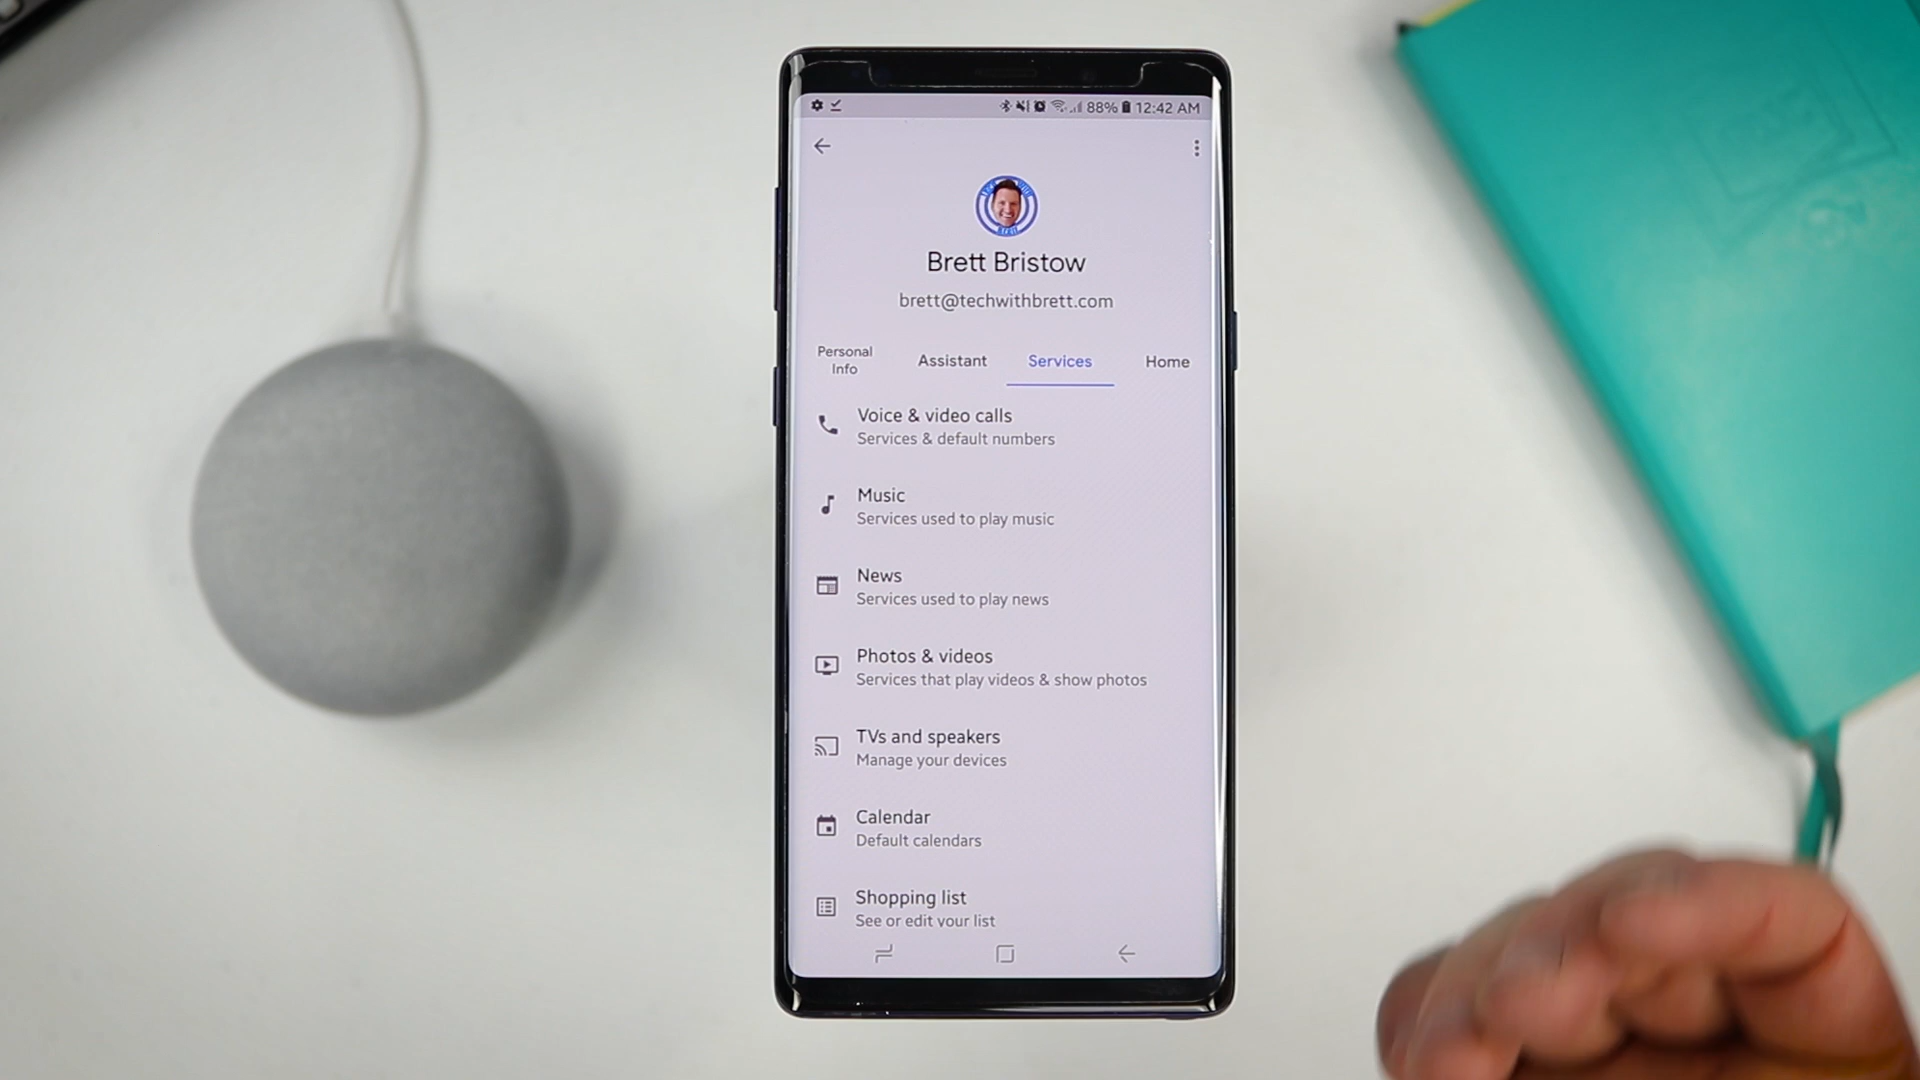 88% 12:42 AM
Brett Bristow
brett@techwithbrett.com
Personal
Info
Assistant
Services
Home
Voice & video calls
Services & default numbers
Music
Services used to play music
News
Services used to play news
Photos & videos
Services that play videos & show photos
TVs and speakers
Manage your devices
Calendar
Default calendars
Shopping list
See or edit your list